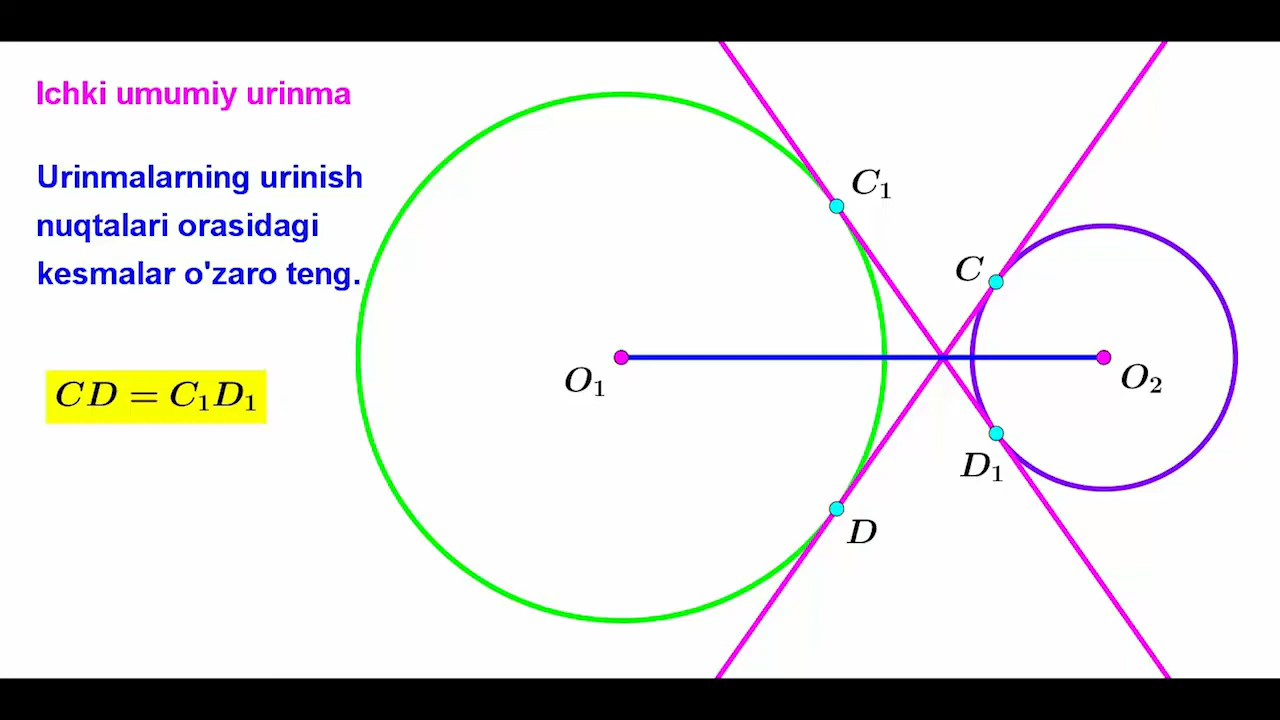 Ichki umumiy urinma
Urinmalarning urinish
nuqtalari orasidagi
kesmalar o'zaro teng.
CD = C₁D₁
C₁
C
O₁
O₂
D₁
D